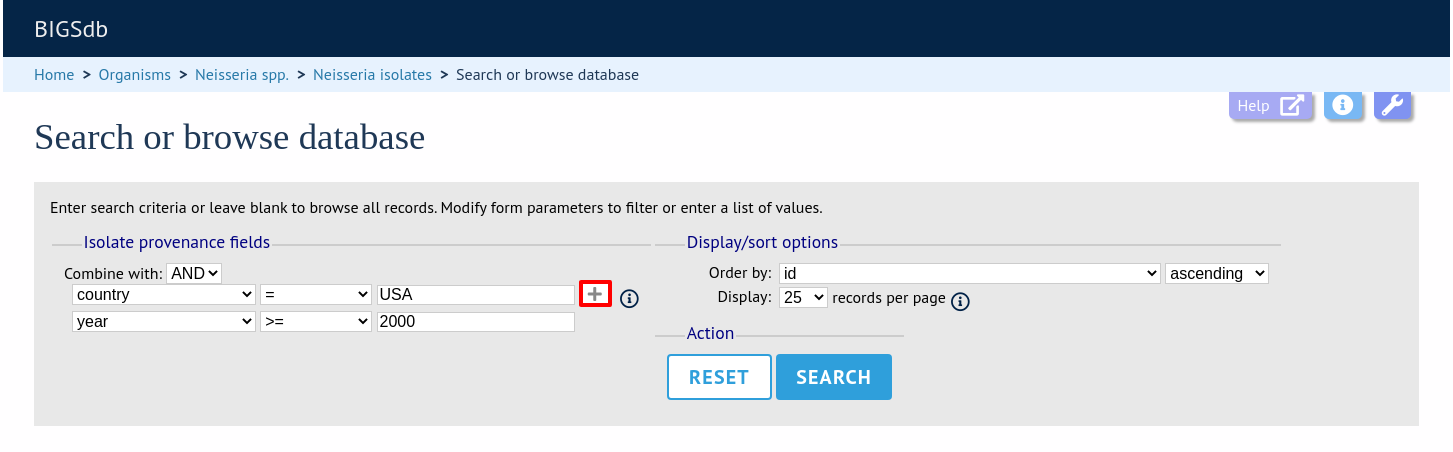 BIGSdb
Home > Organisms > Neisseria spp. > Neisseria isolates > Search or browse database
Help
Search or browse database
Enter search criteria or leave blank to browse all records. Modify form parameters to filter or enter a list of values.
Isolate provenance fields
Combine with: AND
country = USA
year >= 2000
Display/sort options
Order by: id ascending
Display: 25 records per page
Action
RESET SEARCH